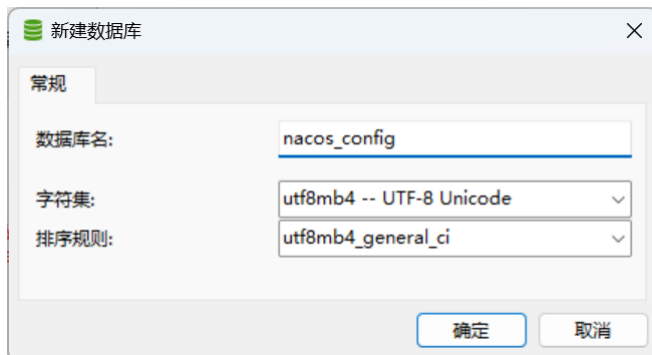 新建数据库
常规
数据库名: nacos_config
字符集: utf8mb4 -- UTF-8 Unicode
排序规则: utf8mb4_general_ci
确定 取消